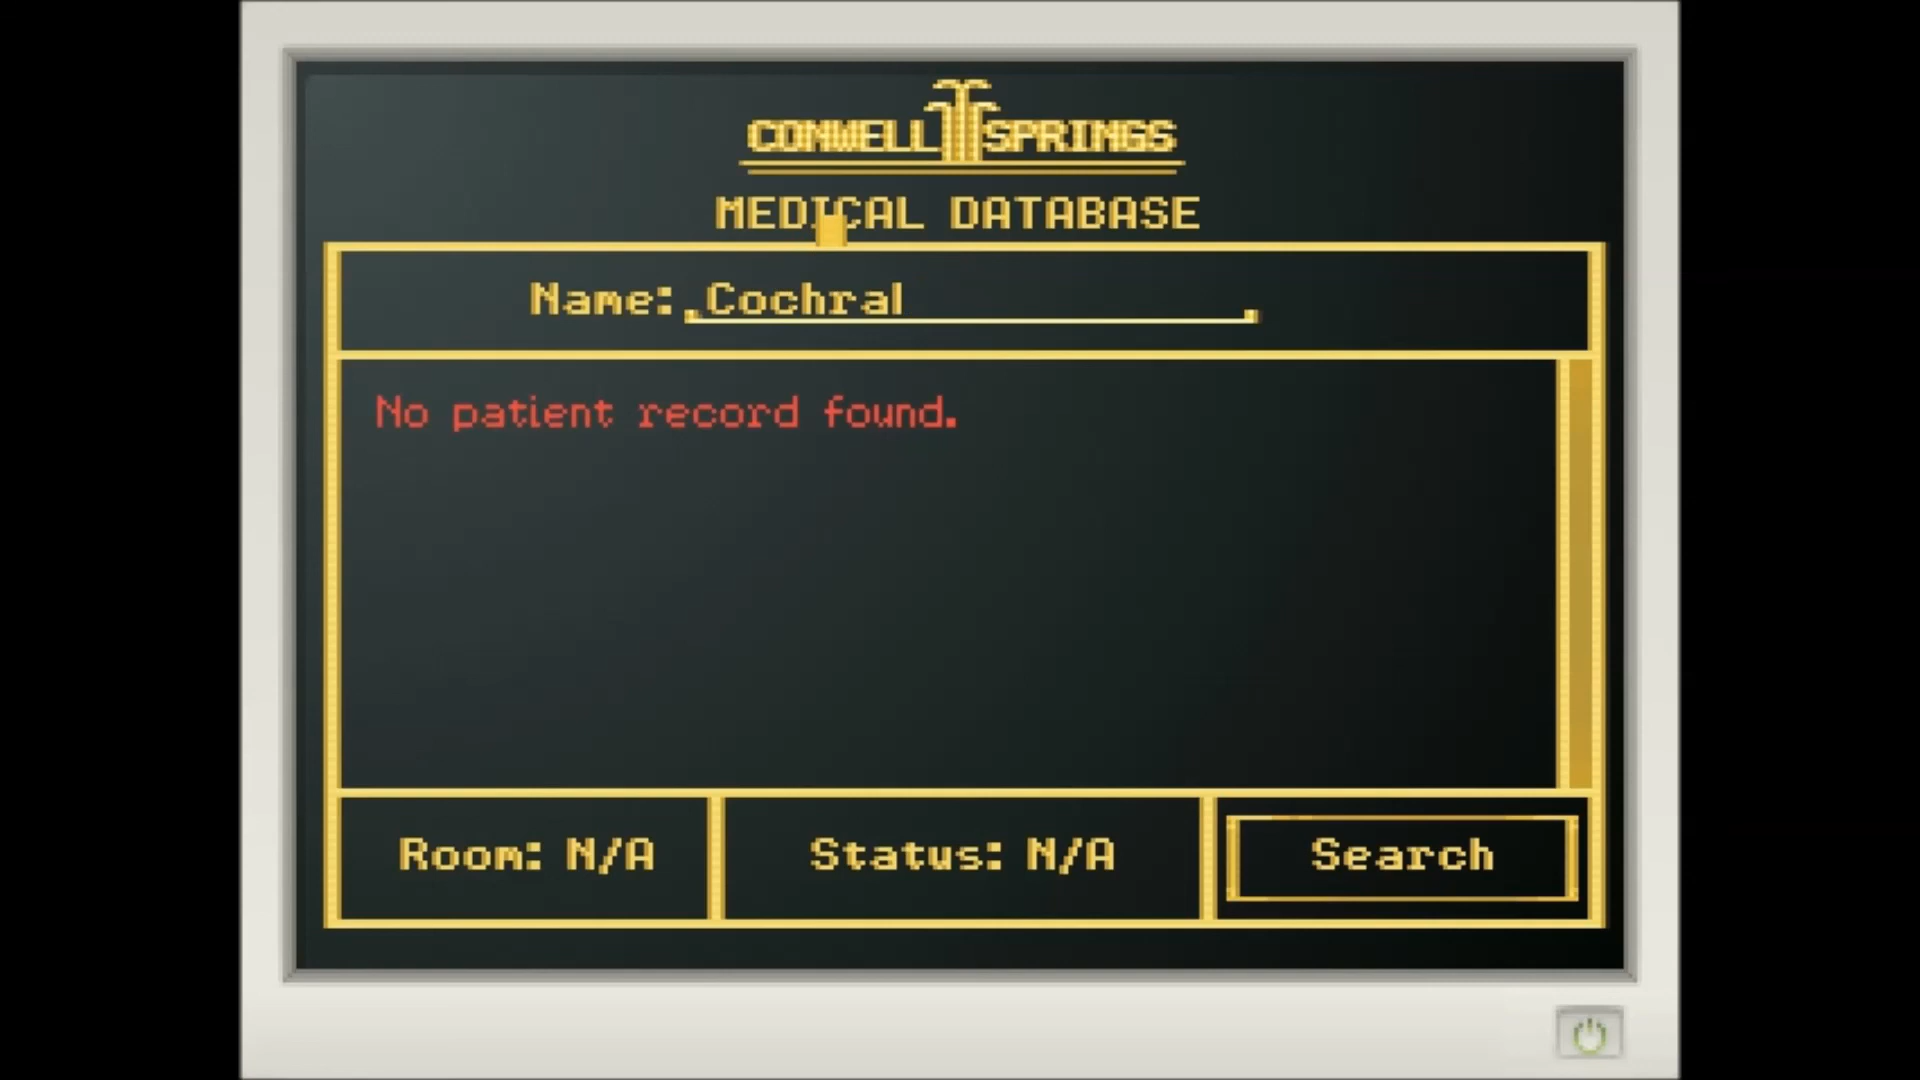 CONWELL SPRINGS
MEDICAL DATABASE
Name: Cochral
No patient record found.
Room: N/A
Status: N/A
Search